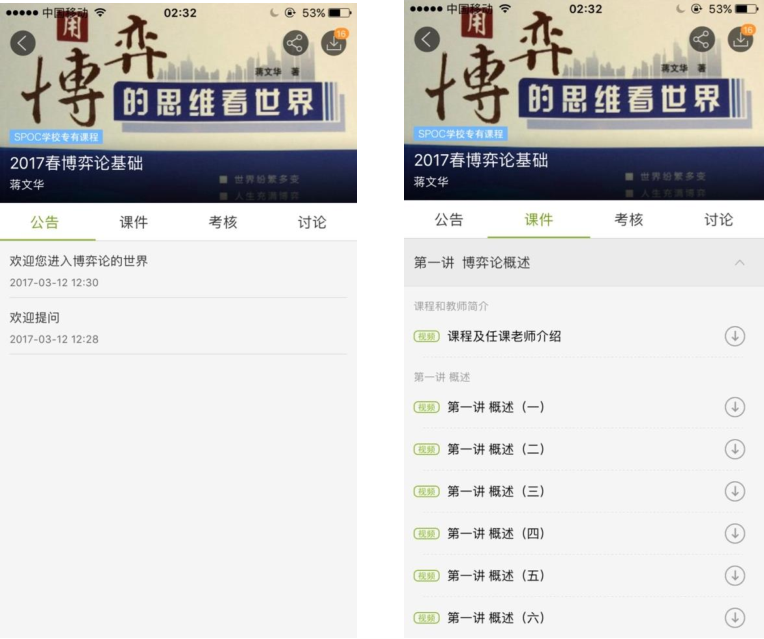 中国移动
02:32
53%
16
用
博弈
蒋文华 著
的思维看世界
SPOC学校专有课程
2017春博弈论基础
蒋文华
世界纷繁多变
人生充满博弈
公告 课件 考核 讨论
欢迎您进入博弈论的世界
2017-03-12 12:30
欢迎提问
2017-03-12 12:28
中国移动
02:32
53%
16
用
博弈
蒋文华 著
的思维看世界
SPOC学校专有课程
2017春博弈论基础
蒋文华
世界纷繁多变
人生充满博弈
公告 课件 考核 讨论
第一讲 博弈论概述
课程和教师简介
视频 课程及任课老师介绍
第一讲 概述
视频 第一讲 概述（一）
视频 第一讲 概述（二）
视频 第一讲 概述（三）
视频 第一讲 概述（四）
视频 第一讲 概述（五）
视频 第一讲 概述（六）